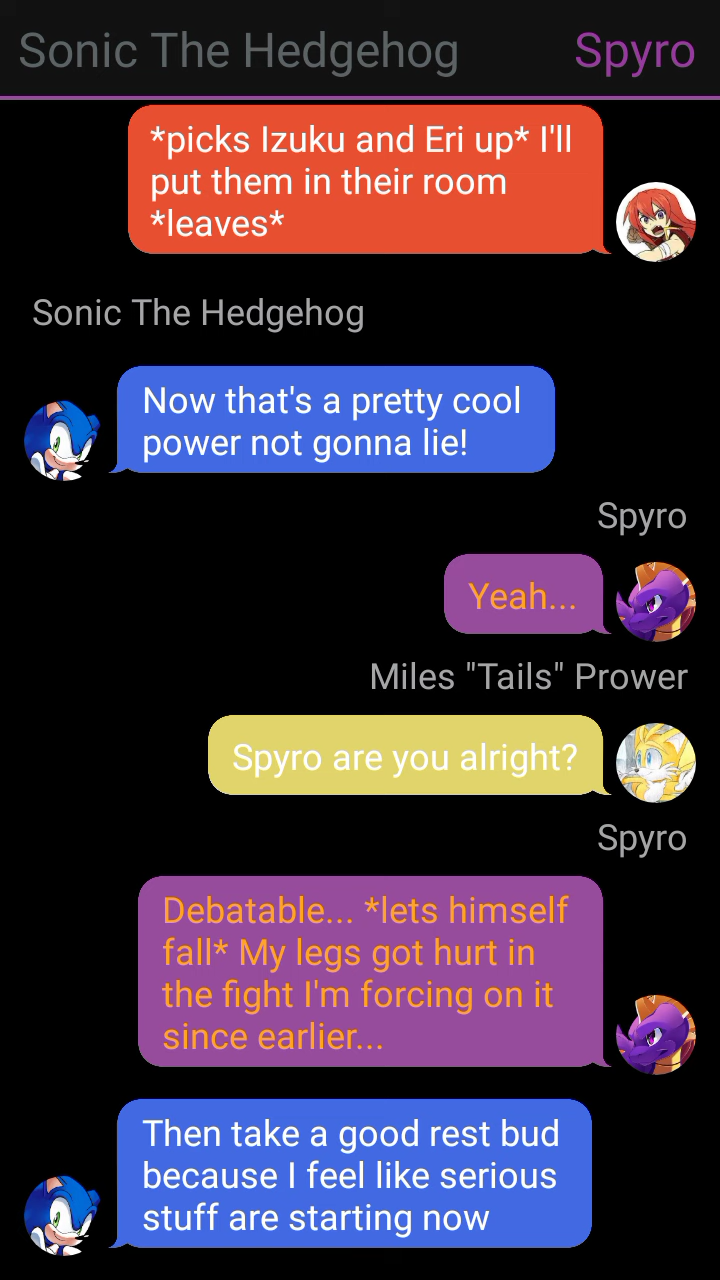 Sonic The Hedgehog Spyro
*picks Izuku and Eri up* I'll
put them in their room
*leaves*
Sonic The Hedgehog
Now that's a pretty cool
power not gonna lie!
Spyro
Yeah...
Miles "Tails" Prower
Spyro are you alright?
Spyro
Debatable... *lets himself
fall* My legs got hurt in
the fight I'm forcing on it
since earlier...
Then take a good rest bud
because I feel like serious
stuff are starting now